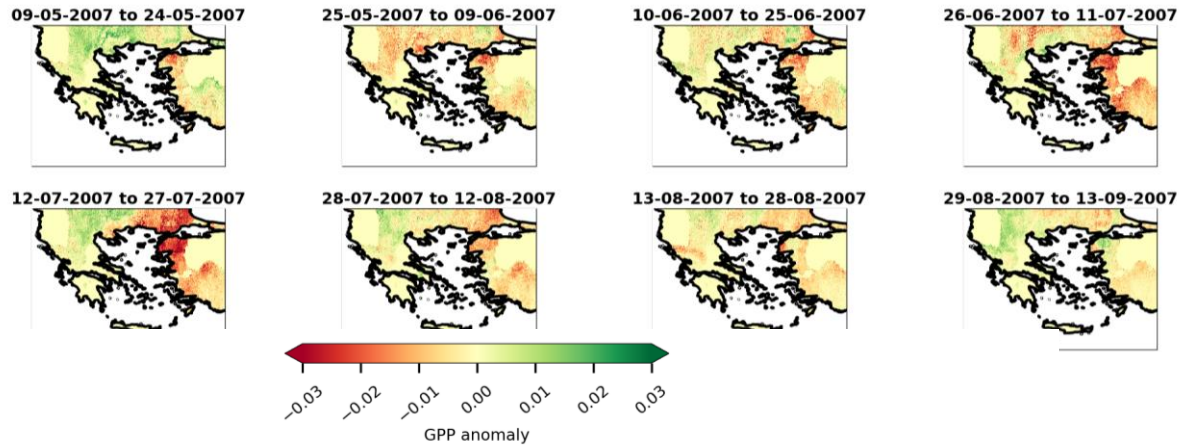 09-05-2007 to 24-05-2007
25-05-2007 to 09-06-2007
10-06-2007 to 25-06-2007
26-06-2007 to 11-07-2007
12-07-2007 to 27-07-2007
28-07-2007 to 12-08-2007
13-08-2007 to 28-08-2007
29-08-2007 to 13-09-2007
−0.03 −0.02 −0.01 0.00 0.01 0.02 0.03
GPP anomaly